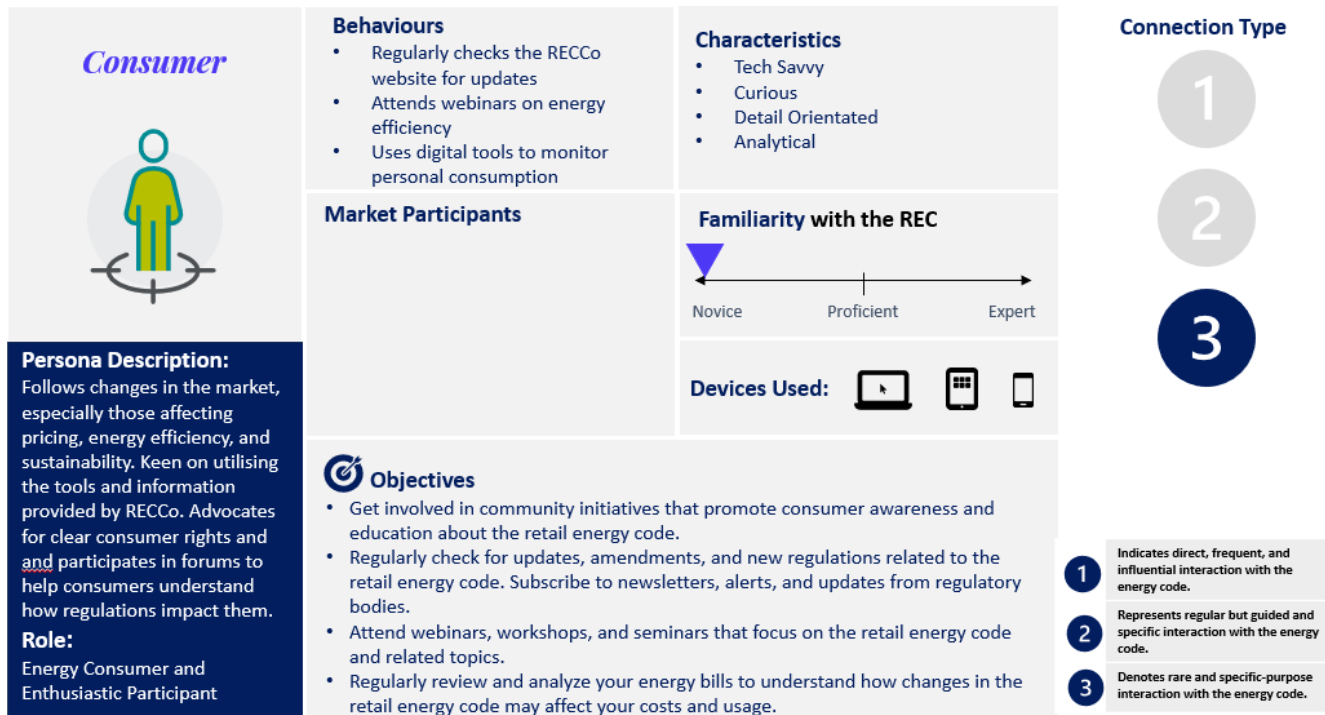 Consumer
Persona Description:
Follows changes in the market,
especially those affecting
pricing, energy efficiency, and
sustainability. Keen on utilising
the tools and information
provided by RECCo. Advocates
for clear consumer rights and
and participates in forums to
help consumers understand
how regulations impact them.
Role:
Energy Consumer and
Enthusiastic Participant
Behaviours
• Regularly checks the RECCo
website for updates
• Attends webinars on energy
efficiency
• Uses digital tools to monitor
personal consumption
Characteristics
• Tech Savvy
• Curious
• Detail Orientated
• Analytical
Market Participants
Familiarity with the REC
Novice Proficient Expert
Devices Used:
Objectives
• Get involved in community initiatives that promote consumer awareness and
education about the retail energy code.
• Regularly check for updates, amendments, and new regulations related to the
retail energy code. Subscribe to newsletters, alerts, and updates from regulatory
bodies.
• Attend webinars, workshops, and seminars that focus on the retail energy code
and related topics.
• Regularly review and analyze your energy bills to understand how changes in the
retail energy code may affect your costs and usage.
Connection Type
1
2
3
1
Indicates direct, frequent, and
influential interaction with the
energy code.
2
Represents regular but guided and
specific interaction with the energy
code.
3
Denotes rare and specific-purpose
interaction with the energy code.